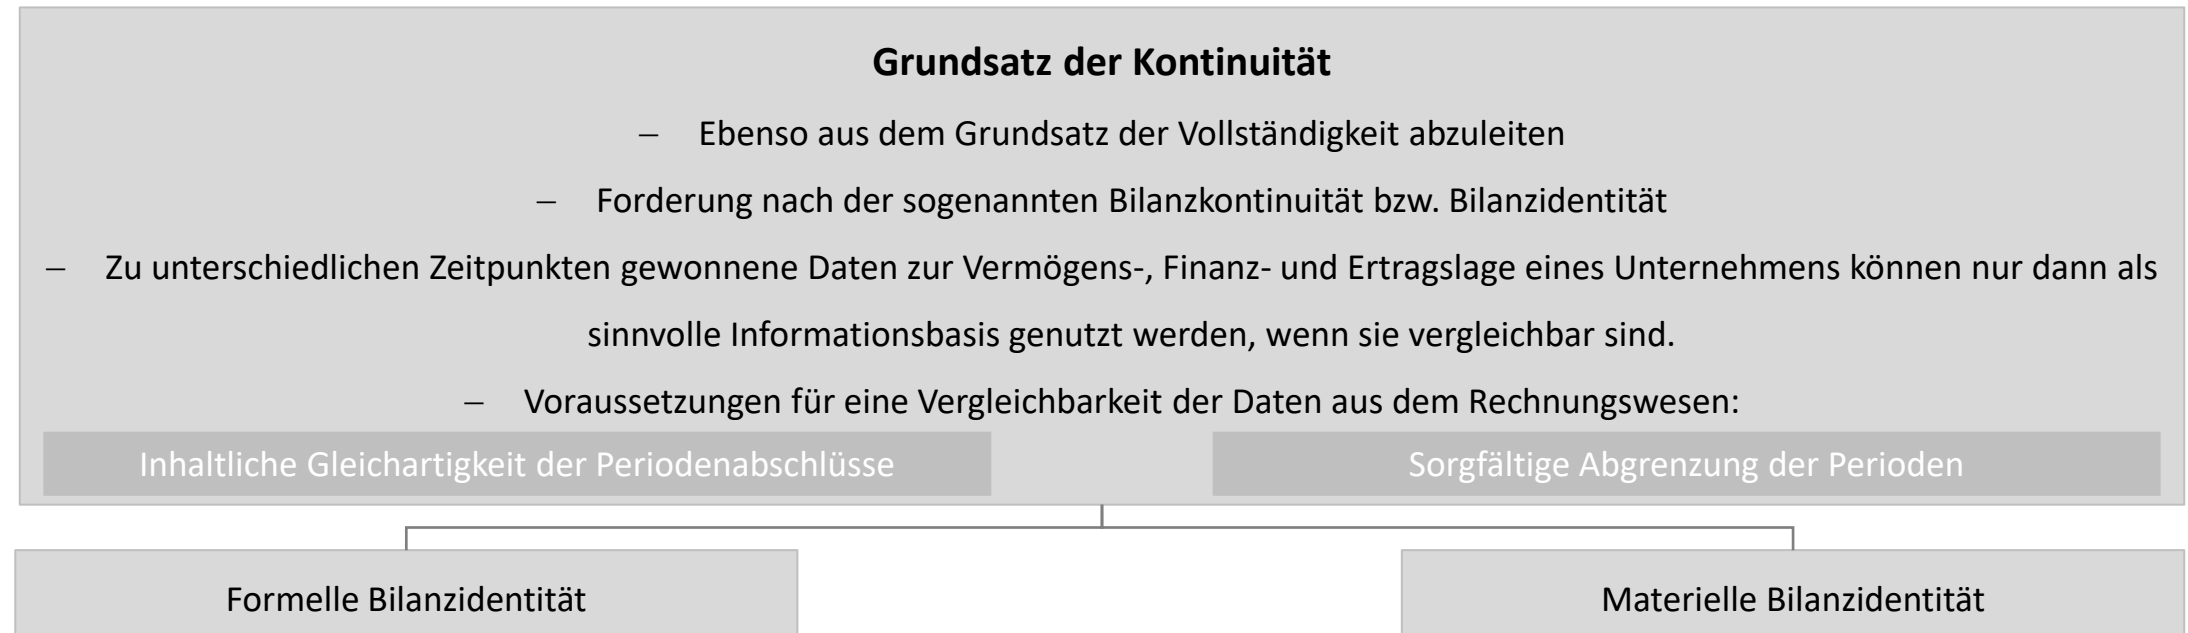 Grundsatz der Kontinuität
– Ebenso aus dem Grundsatz der Vollständigkeit abzuleiten
– Forderung nach der sogenannten Bilanzkontinuität bzw. Bilanzidentität
– Zu unterschiedlichen Zeitpunkten gewonnene Daten zur Vermögens-, Finanz- und Ertragslage eines Unternehmens können nur dann als
sinnvolle Informationsbasis genutzt werden, wenn sie vergleichbar sind.
– Voraussetzungen für eine Vergleichbarkeit der Daten aus dem Rechnungswesen:
Inhaltliche Gleichartigkeit der Periodenabschlüsse
Sorgfältige Abgrenzung der Perioden
Formelle Bilanzidentität
Materielle Bilanzidentität